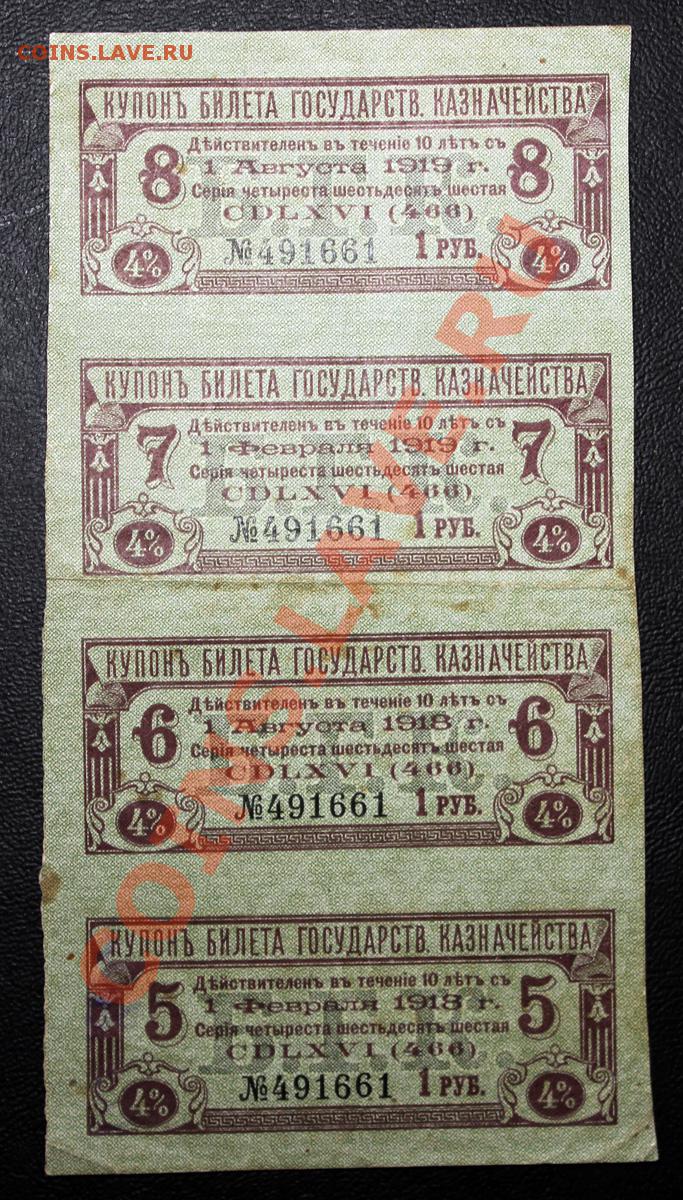 COINS.LAVE.RU
КУПОНЪ БИЛЕТА ГОСУДАРСТВ. КАЗНАЧЕЙСТВА
Дѣйствителенъ въ теченіе 10 лѣтъ съ
8 1 Августа 1919 г. 8
Серія четыреста шестьдесятъ шестая
CDLXVI (466)
№491661 1 РУБ.
4% 4%
КУПОНЪ БИЛЕТА ГОСУДАРСТВ. КАЗНАЧЕЙСТВА
Дѣйствителенъ въ теченіе 10 лѣтъ съ
7 1 Февраля 1919 г. 7
Серія четыреста шестьдесятъ шестая
CDLXVI (466)
№491661 1 РУБ.
4% 4%
КУПОНЪ БИЛЕТА ГОСУДАРСТВ. КАЗНАЧЕЙСТВА
Дѣйствителенъ въ теченіе 10 лѣтъ съ
6 1 Августа 1918 г. 6
Серія четыреста шестьдесятъ шестая
CDLXVI (466)
№491661 1 РУБ.
4% 4%
КУПОНЪ БИЛЕТА ГОСУДАРСТВ. КАЗНАЧЕЙСТВА
Дѣйствителенъ въ теченіе 10 лѣтъ съ
5 1 Февраля 1918 г. 5
Серія четыреста шестьдесятъ шестая
CDLXVI (466)
№491661 1 РУБ.
4% 4%
COINS.LAVE.RU